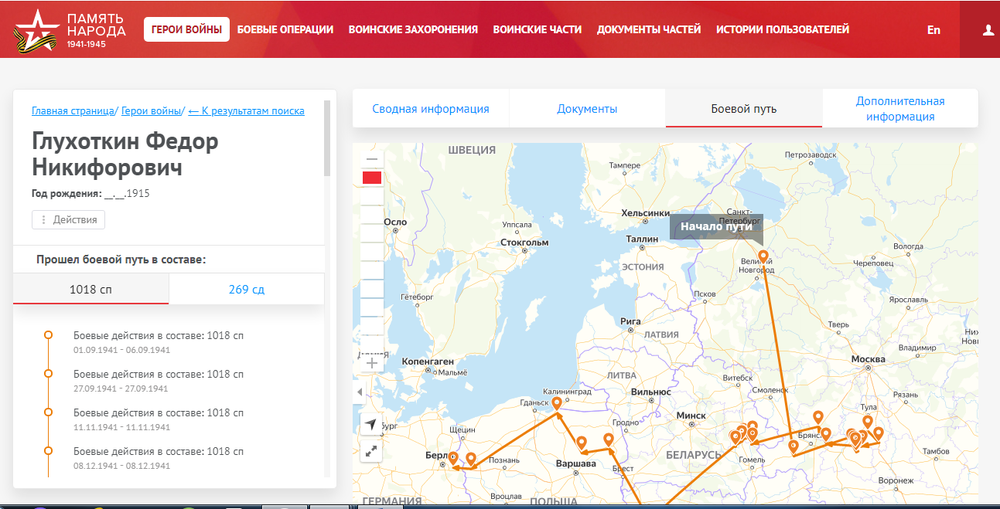 ПАМЯТЬ
НАРОДА
1941-1945
ГЕРОИ ВОЙНЫ
БОЕВЫЕ ОПЕРАЦИИ
ВОИНСКИЕ ЗАХОРОНЕНИЯ
ВОИНСКИЕ ЧАСТИ
ДОКУМЕНТЫ ЧАСТЕЙ
ИСТОРИИ ПОЛЬЗОВАТЕЛЕЙ
En
Главная страница/ Герои войны/ ← К результатам поиска
Глухоткин Федор
Никифорович
Год рождения: __.__.1915
Действия
Прошел боевой путь в составе:
1018 сп
269 сд
Боевые действия в составе: 1018 сп
01.09.1941 - 06.09.1941
Боевые действия в составе: 1018 сп
27.09.1941 - 27.09.1941
Боевые действия в составе: 1018 сп
11.11.1941 - 11.11.1941
Боевые действия в составе: 1018 сп
08.12.1941 - 08.12.1941
Сводная информация
Документы
Боевой путь
Дополнительная
информация
ШВЕЦИЯ
Петрозаводск
Тампере
Хельсинки
Санкт-
Петербург
Начало пути
Осло
Уппсала
Стокгольм
Таллин
ЭСТОНИЯ
Великий
Новгород
Вологда
Череповец
Гётеборг
Псков
Ярославль
Рига
ЛАТВИЯ
Тверь
Владимир
Москва
Копенгаген
Мальмё
ЛИТВА
Витебск
Калининград
Вильнюс
Смоленск
Гданьск
Рязань
Тула
Минск
Гродно
Щецин
Брянск
БЕЛАРУСЬ
Тамбов
Познань
Варшава
Брест
Гомель
Воронеж
Вроцлав
ПОЛЬША
ГЕРМАНИЯ